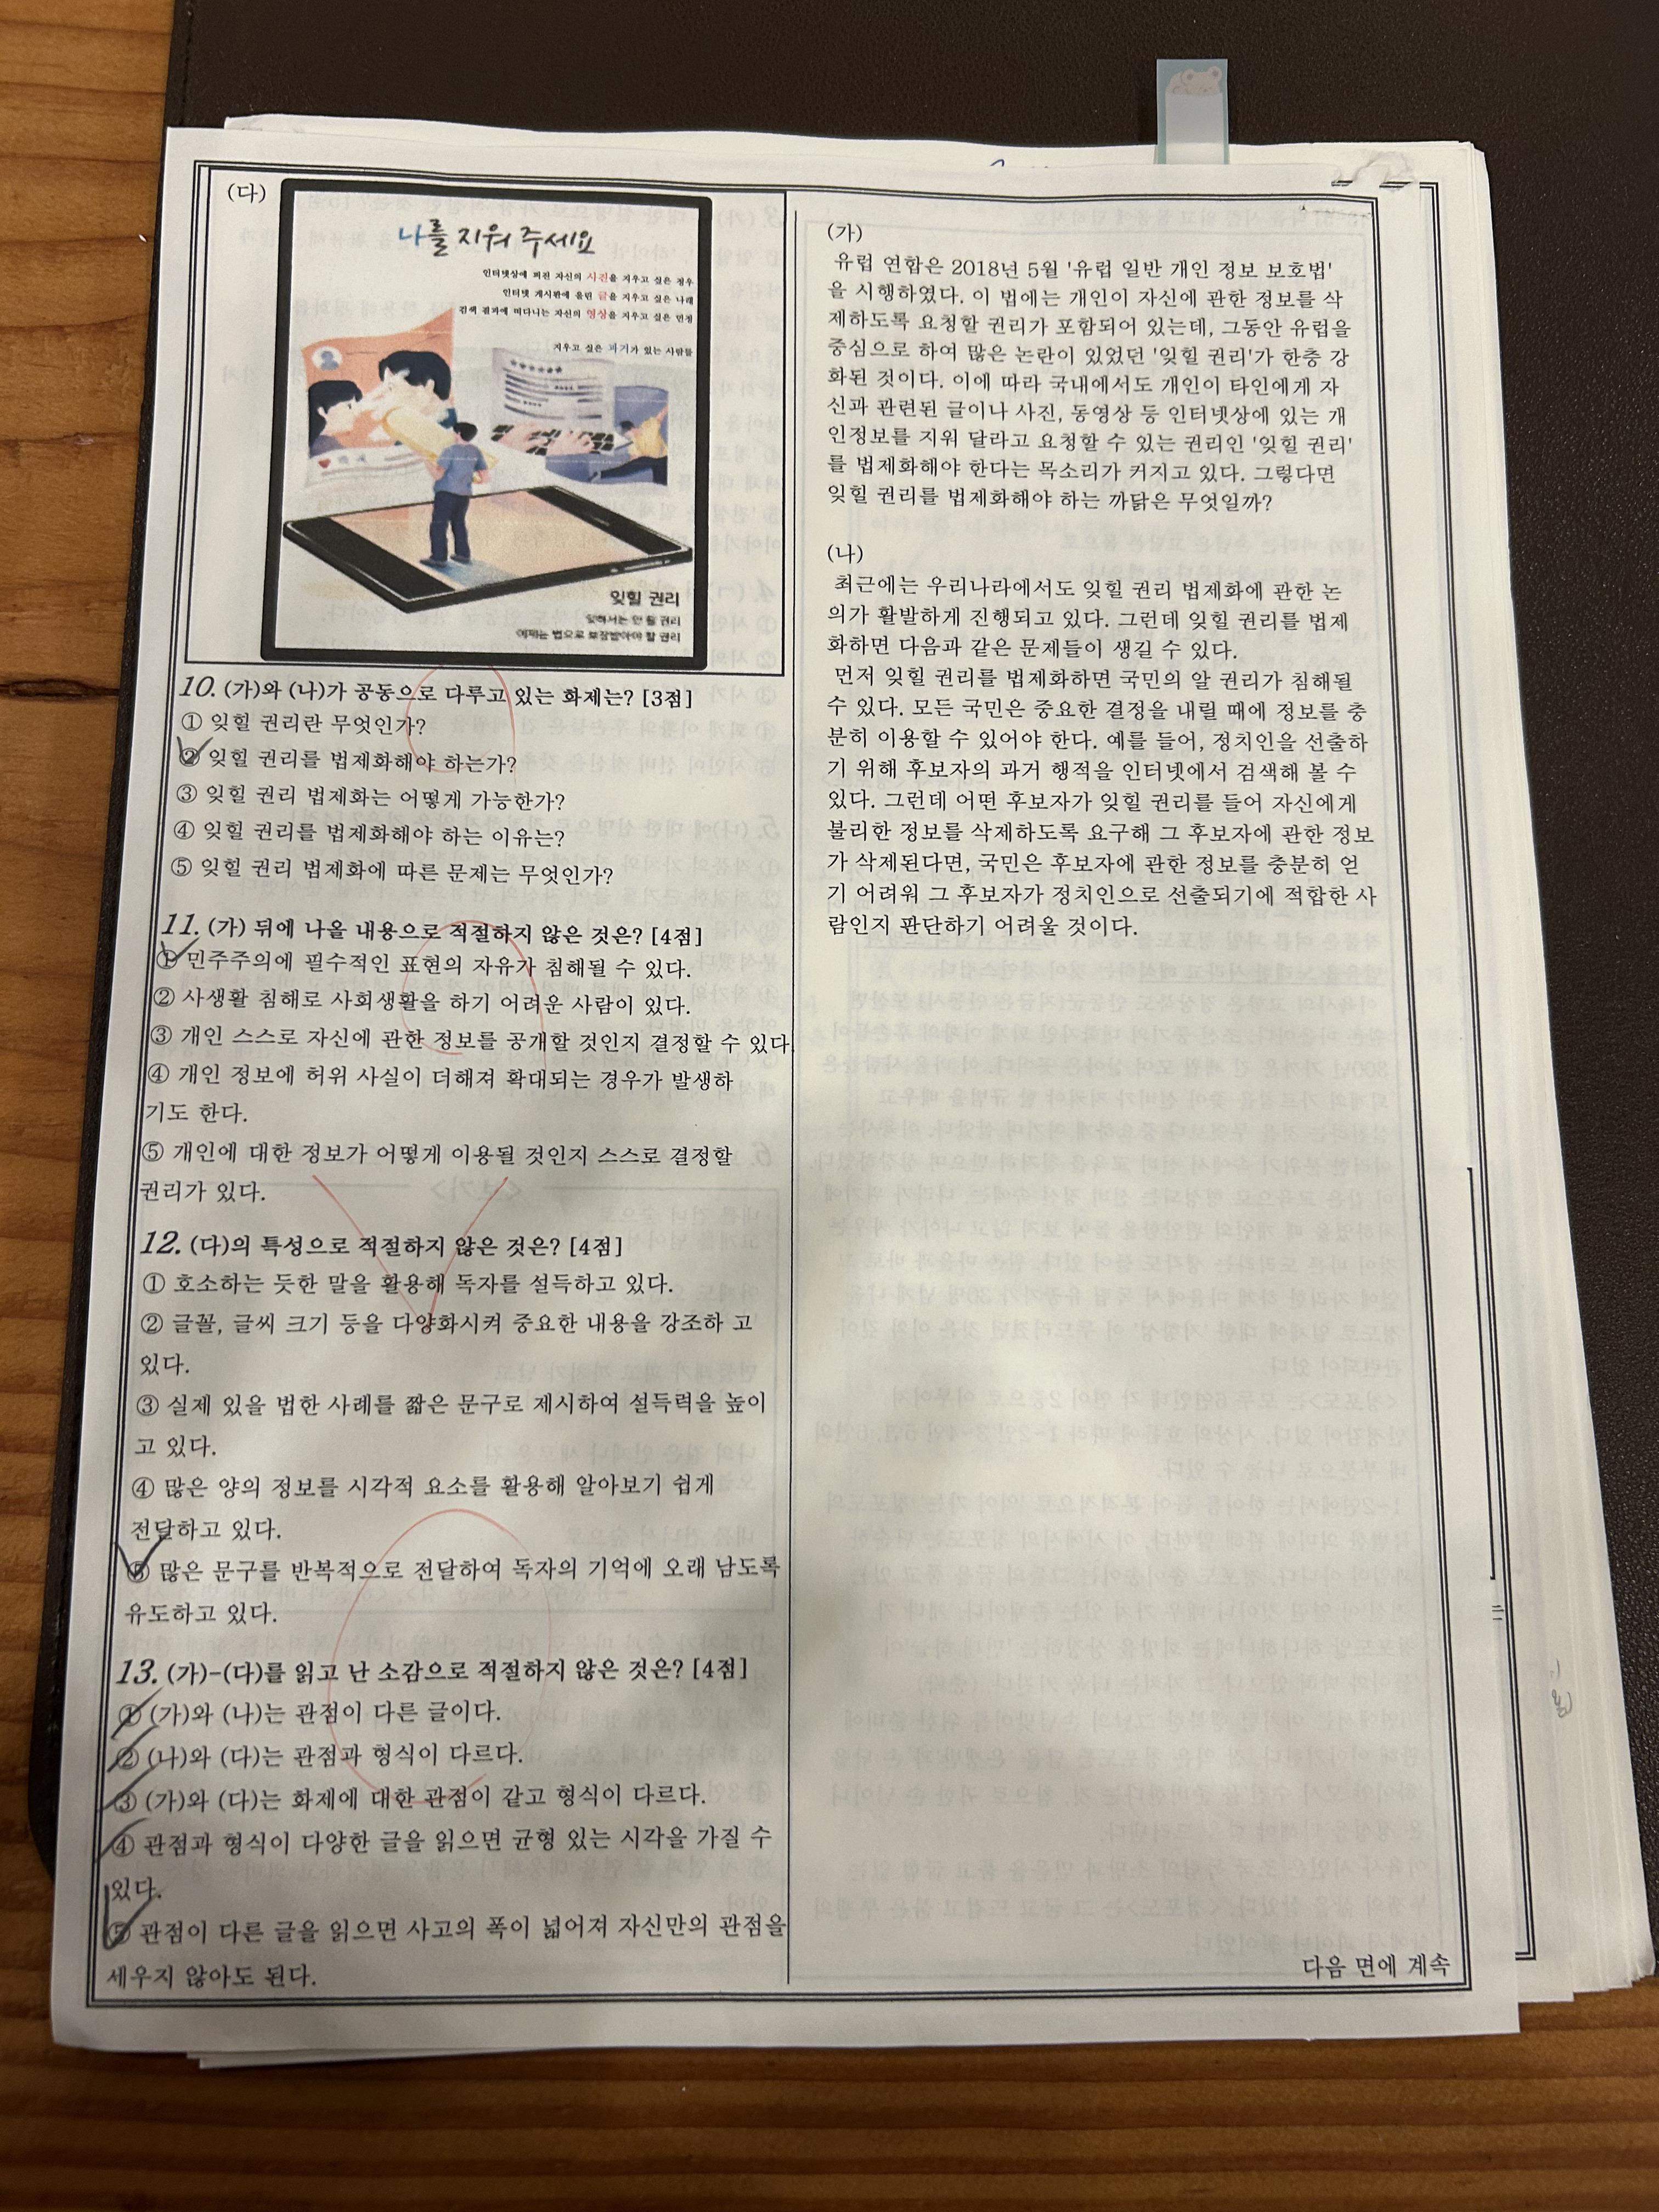 (다)
나를 지워 주세요
인터넷상에 퍼진 자신의 사진을 지우고 싶은 정우
인터넷 게시판에 올린 글을 지우고 싶은 나래
검색 결과에 떠다니는 자신의 영상을 지우고 싶은 민정
지우고 싶은 과거가 있는 사람들
잊힐 권리
잊혀서는 안 될 권리
이제는 법으로 보장받아야 할 권리
10. (가)와 (나)가 공동으로 다루고 있는 화제는? [3점]
① 잊힐 권리란 무엇인가?
② 잊힐 권리를 법제화해야 하는가?
③ 잊힐 권리 법제화는 어떻게 가능한가?
④ 잊힐 권리를 법제화해야 하는 이유는?
⑤ 잊힐 권리 법제화에 따른 문제는 무엇인가?
11. (가) 뒤에 나올 내용으로 적절하지 않은 것은? [4점]
① 민주주의에 필수적인 표현의 자유가 침해될 수 있다.
② 사생활 침해로 사회생활을 하기 어려운 사람이 있다.
③ 개인 스스로 자신에 관한 정보를 공개할 것인지 결정할 수 있다.
④ 개인 정보에 허위 사실이 더해져 확대되는 경우가 발생하
기도 한다.
⑤ 개인에 대한 정보가 어떻게 이용될 것인지 스스로 결정할
권리가 있다.
12. (다)의 특성으로 적절하지 않은 것은? [4점]
① 호소하는 듯한 말을 활용해 독자를 설득하고 있다.
② 글꼴, 글씨 크기 등을 다양화시켜 중요한 내용을 강조하 고
있다.
③ 실제 있을 법한 사례를 짧은 문구로 제시하여 설득력을 높이
고 있다.
④ 많은 양의 정보를 시각적 요소를 활용해 알아보기 쉽게
전달하고 있다.
⑤ 많은 문구를 반복적으로 전달하여 독자의 기억에 오래 남도록
유도하고 있다.
13. (가)-(다)를 읽고 난 소감으로 적절하지 않은 것은? [4점]
① (가)와 (나)는 관점이 다른 글이다.
② (나)와 (다)는 관점과 형식이 다르다.
③ (가)와 (다)는 화제에 대한 관점이 같고 형식이 다르다.
④ 관점과 형식이 다양한 글을 읽으면 균형 있는 시각을 가질 수
있다.
⑤ 관점이 다른 글을 읽으면 사고의 폭이 넓어져 자신만의 관점을
세우지 않아도 된다.
(가)
유럽 연합은 2018년 5월 '유럽 일반 개인 정보 보호법'
을 시행하였다. 이 법에는 개인이 자신에 관한 정보를 삭
제하도록 요청할 권리가 포함되어 있는데, 그동안 유럽을
중심으로 하여 많은 논란이 있었던 '잊힐 권리'가 한층 강
화된 것이다. 이에 따라 국내에서도 개인이 타인에게 자
신과 관련된 글이나 사진, 동영상 등 인터넷상에 있는 개
인정보를 지워 달라고 요청할 수 있는 권리인 '잊힐 권리'
를 법제화해야 한다는 목소리가 커지고 있다. 그렇다면
잊힐 권리를 법제화해야 하는 까닭은 무엇일까?
(나)
최근에는 우리나라에서도 잊힐 권리 법제화에 관한 논
의가 활발하게 진행되고 있다. 그런데 잊힐 권리를 법제
화하면 다음과 같은 문제들이 생길 수 있다.
먼저 잊힐 권리를 법제화하면 국민의 알 권리가 침해될
수 있다. 모든 국민은 중요한 결정을 내릴 때에 정보를 충
분히 이용할 수 있어야 한다. 예를 들어, 정치인을 선출하
기 위해 후보자의 과거 행적을 인터넷에서 검색해 볼 수
있다. 그런데 어떤 후보자가 잊힐 권리를 들어 자신에게
불리한 정보를 삭제하도록 요구해 그 후보자에 관한 정보
가 삭제된다면, 국민은 후보자에 관한 정보를 충분히 얻
기 어려워 그 후보자가 정치인으로 선출되기에 적합한 사
람인지 판단하기 어려울 것이다.
다음 면에 계속